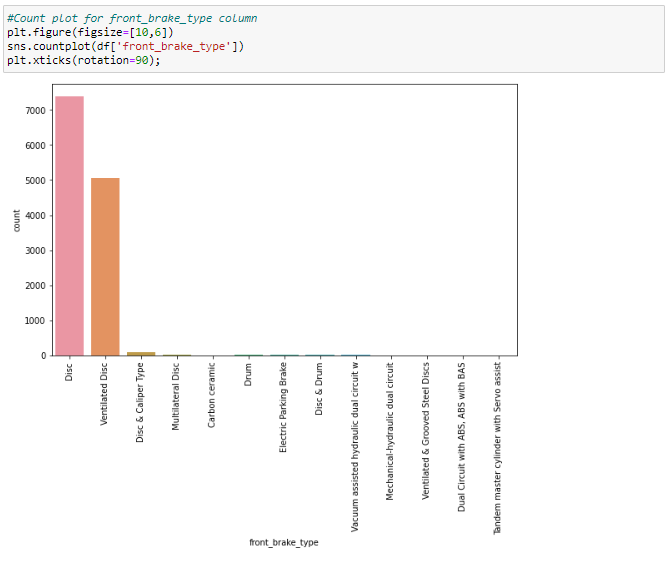 #Count plot for front_brake_type column
plt.figure(figsize=[10,6])
sns.countplot(df['front_brake_type'])
plt.xticks(rotation=90);
7000
6000
5000
4000
3000
2000
1000
0
count
Disc
Ventilated Disc
Disc & Caliper Type
Multilateral Disc
Carbon ceramic
Drum
Electric Parking Brake
Disc & Drum
Vacuum assisted hydraulic dual circuit w
Mechanical-hydraulic dual circuit
Ventilated & Grooved Steel Discs
Dual Circuit with ABS, ABS with BAS
Tandem master cylinder with Servo assist
front_brake_type